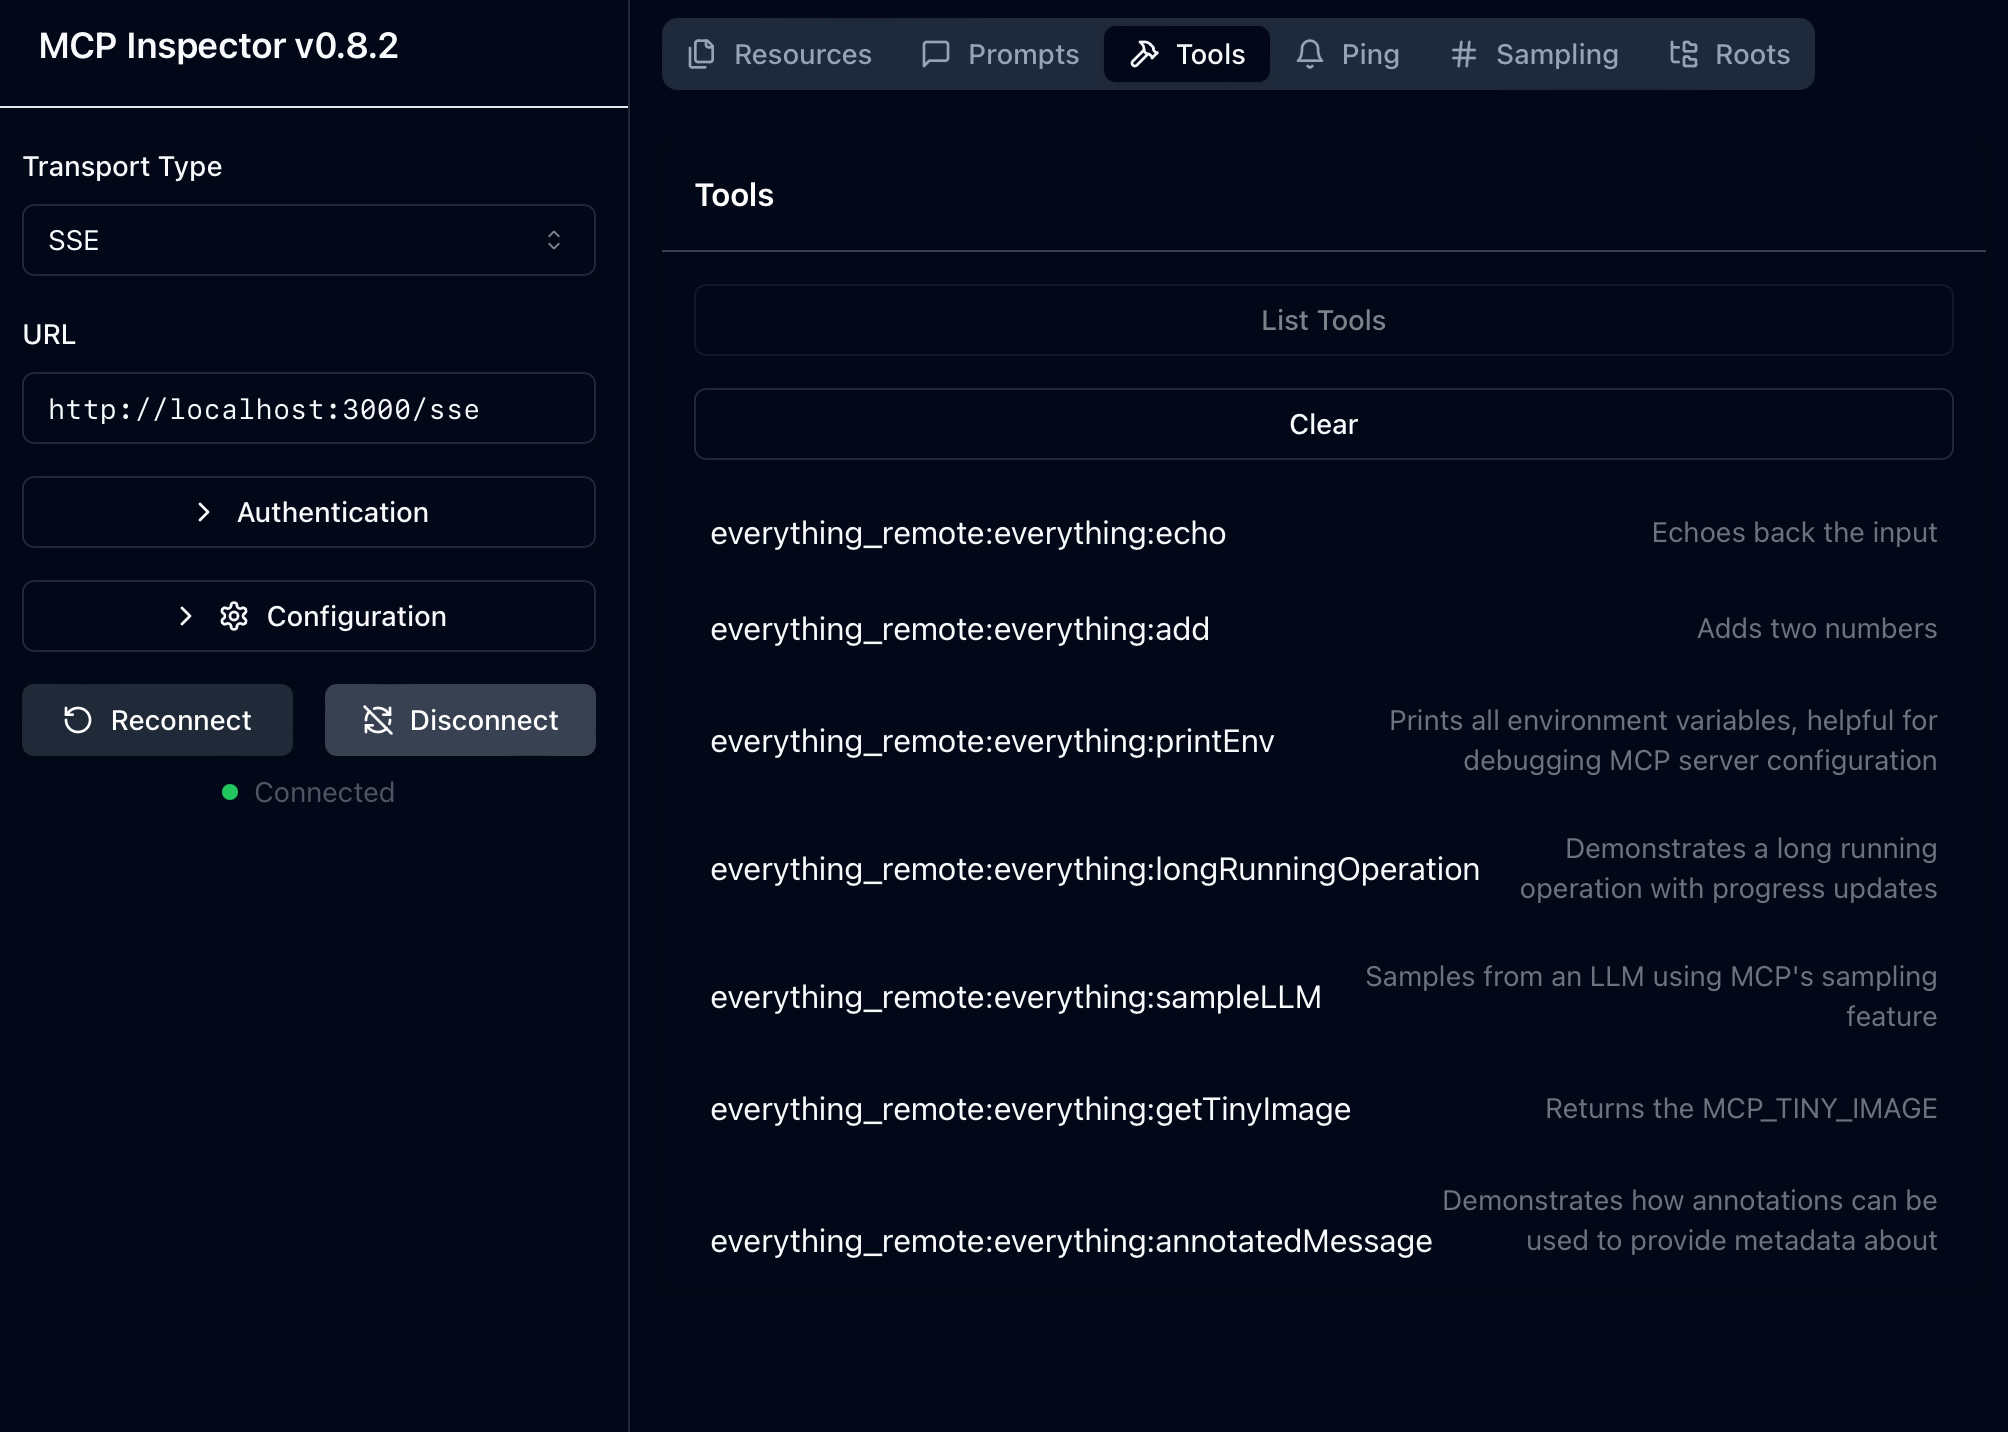 MCP Inspector v0.8.2
Transport Type
SSE
URL
http://localhost:3000/sse
Authentication
Configuration
Reconnect
Disconnect
Connected
Resources
Prompts
Tools
Ping
Sampling
Roots
Tools
List Tools
Clear
everything_remote:everything:echo
Echoes back the input
everything_remote:everything:add
Adds two numbers
everything_remote:everything:printEnv
Prints all environment variables, helpful for
debugging MCP server configuration
everything_remote:everything:longRunningOperation
Demonstrates a long running
operation with progress updates
everything_remote:everything:sampleLLM
Samples from an LLM using MCP's sampling
feature
everything_remote:everything:getTinyImage
Returns the MCP_TINY_IMAGE
everything_remote:everything:annotatedMessage
Demonstrates how annotations can be
used to provide metadata about